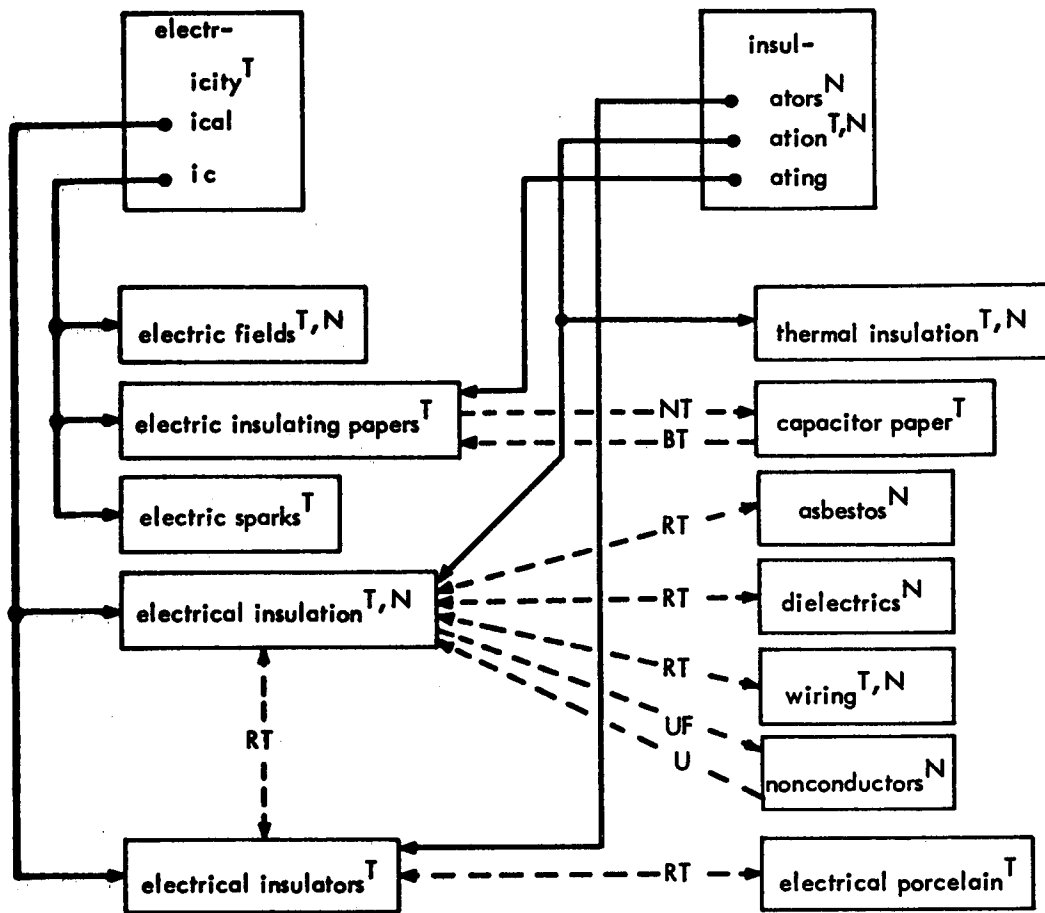 electr-
icity T
ical
ic
insul-
ators N
ation T,N
ating
electric fields T,N
thermal insulation T,N
electric insulating papers T
NT
BT
capacitor paper T
electric sparks T
RT
asbestos N
electrical insulation T,N
RT
dielectrics N
RT
wiring T,N
RT
UF
U
nonconductors N
electrical insulators T
RT
electrical porcelain T